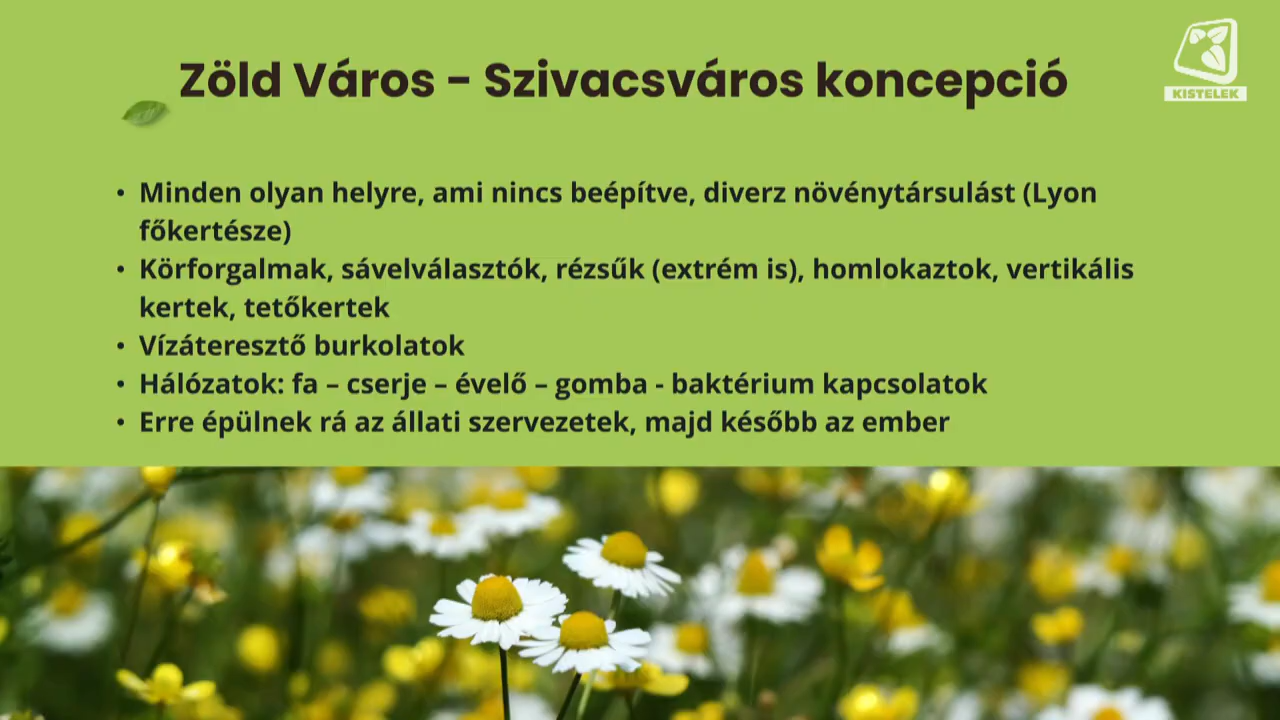 Zöld Város - Szivacsváros koncepció
KISTELEK
• Minden olyan helyre, ami nincs beépítve, diverz növénytársulást (Lyon
főkertésze)
• Körforgalmak, sávelválasztók, rézsűk (extrém is), homlokaztok, vertikális
kertek, tetőkertek
• Vízáteresztő burkolatok
• Hálózatok: fa – cserje – évelő – gomba - baktérium kapcsolatok
• Erre épülnek rá az állati szervezetek, majd később az ember